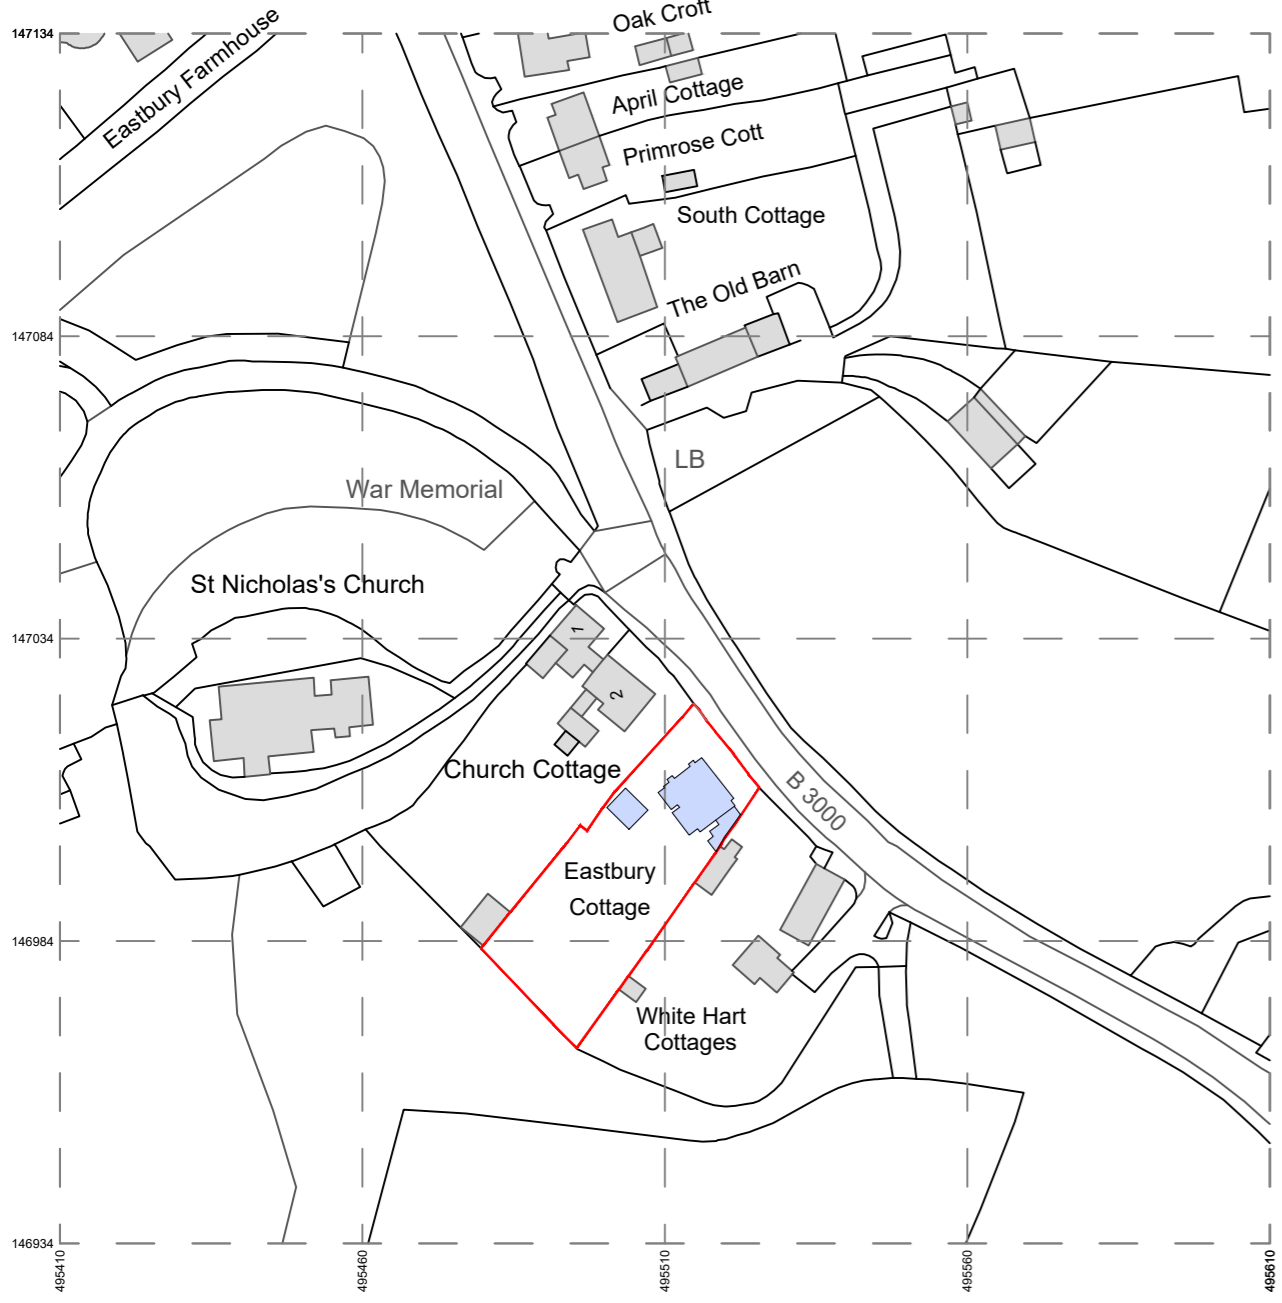 Oak Croft
147134
Eastbury Farmhouse
April Cottage
Primrose Cott
South Cottage
The Old Barn
147084
LB
War Memorial
St Nicholas's Church
147034
1
2
Church Cottage
B 3000
Eastbury
Cottage
146984
White Hart
Cottages
146934
495410
495460
495510
495560
495610